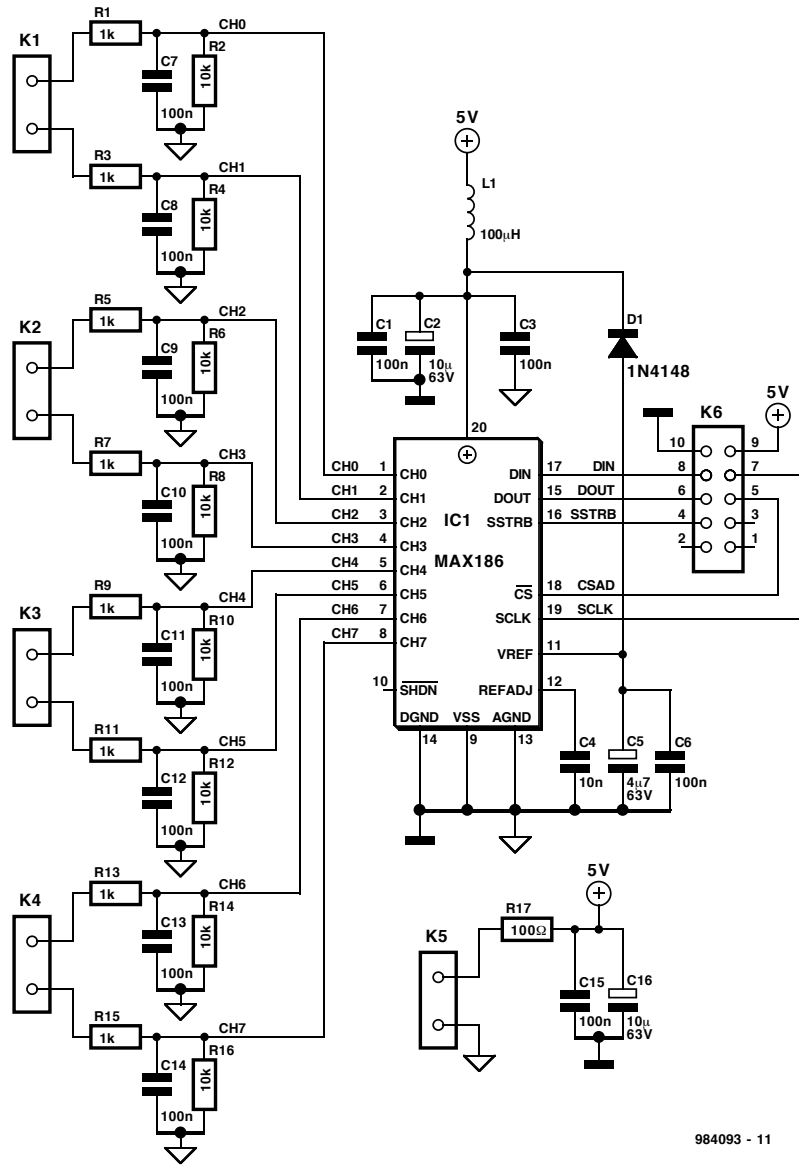 K1
R1
1k
CH0
R2
10k
C7
100n
R3
1k
CH1
R4
10k
C8
100n
K2
R5
1k
CH2
R6
10k
C9
100n
R7
1k
CH3
R8
10k
C10
100n
K3
R9
1k
CH4
R10
10k
C11
100n
R11
1k
CH5
R12
10k
C12
100n
K4
R13
1k
CH6
R14
10k
C13
100n
R15
1k
CH7
R16
10k
C14
100n
5V
L1
100µH
C1
100n
C2
10µ
63V
C3
100n
D1
1N4148
20
CH0 1 CH0
CH1 2 CH1
CH2 3 CH2
CH3 4 CH3
CH4 5 CH4
CH5 6 CH5
CH6 7 CH6
CH7 8 CH7
10 SHDN
IC1
MAX186
DIN 17 DIN
DOUT 15 DOUT
SSTRB 16 SSTRB
CS 18 CSAD
SCLK 19 SCLK
VREF 11
REFADJ 12
DGND VSS AGND
14 9 13
K6
5V
10 9
8 7
6 5
4 3
2 1
C4
10n
C5
4µ7
63V
C6
100n
K5
R17
100Ω
5V
C15
100n
C16
10µ
63V
984093 - 11